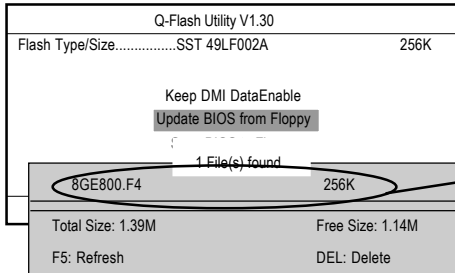 Q-Flash Utility V1.30
Flash Type/Size................SST 49LF002A 256K
Keep DMI DataEnable
Update BIOS from Floppy
1 File(s) found
8GE800.F4 256K
Total Size: 1.39M Free Size: 1.14M
F5: Refresh DEL: Delete